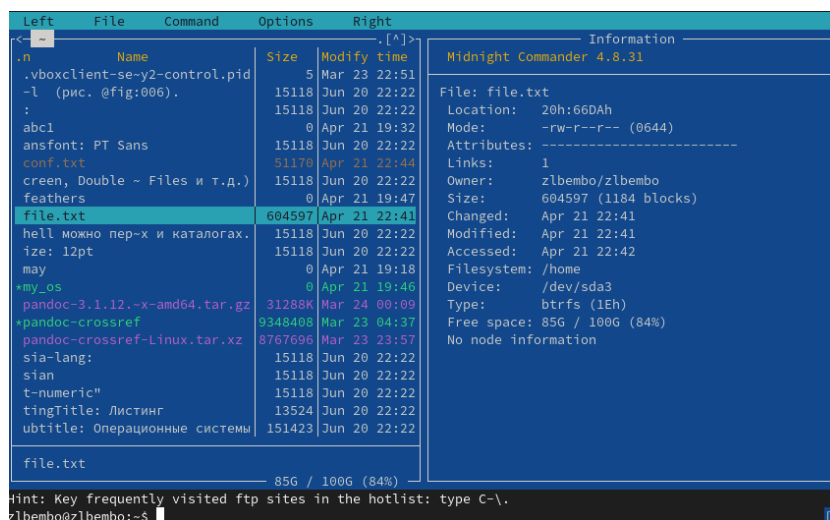 Left File Command Options Right
<- ~ .[^]>
.n Name Size Modify time
.vboxclient-se~y2-control.pid 5 Mar 23 22:51
-l (рис. @fig:006). 15118 Jun 20 22:22
: 15118 Jun 20 22:22
abc1 0 Apr 21 19:32
ansfont: PT Sans 15118 Jun 20 22:22
conf.txt 51170 Apr 21 22:44
creen, Double ~ Files и т.д.) 15118 Jun 20 22:22
feathers 0 Apr 21 19:47
file.txt 604597 Apr 21 22:41
hell можно пер~х и каталогах. 15118 Jun 20 22:22
ize: 12pt 15118 Jun 20 22:22
may 0 Apr 21 19:18
*my_os 0 Apr 21 19:46
pandoc-3.1.12.~x-amd64.tar.gz 31288K Mar 24 00:09
*pandoc-crossref 9348408 Mar 23 04:37
pandoc-crossref-Linux.tar.xz 8767696 Mar 23 23:57
sia-lang: 15118 Jun 20 22:22
sian 15118 Jun 20 22:22
t-numeric" 15118 Jun 20 22:22
tingTitle: Листинг 13524 Jun 20 22:22
ubtitle: Операционные системы 151423 Jun 20 22:22
file.txt
85G / 100G (84%)
Information
Midnight Commander 4.8.31
File: file.txt
Location: 20h:66DAh
Mode: -rw-r--r-- (0644)
Attributes: -------------------------
Links: 1
Owner: zlbembo/zlbembo
Size: 604597 (1184 blocks)
Changed: Apr 21 22:41
Modified: Apr 21 22:41
Accessed: Apr 21 22:42
Filesystem: /home
Device: /dev/sda3
Type: btrfs (1Eh)
Free space: 85G / 100G (84%)
No node information
Hint: Key frequently visited ftp sites in the hotlist: type C-\.
zlbembo@zlbembo:~$